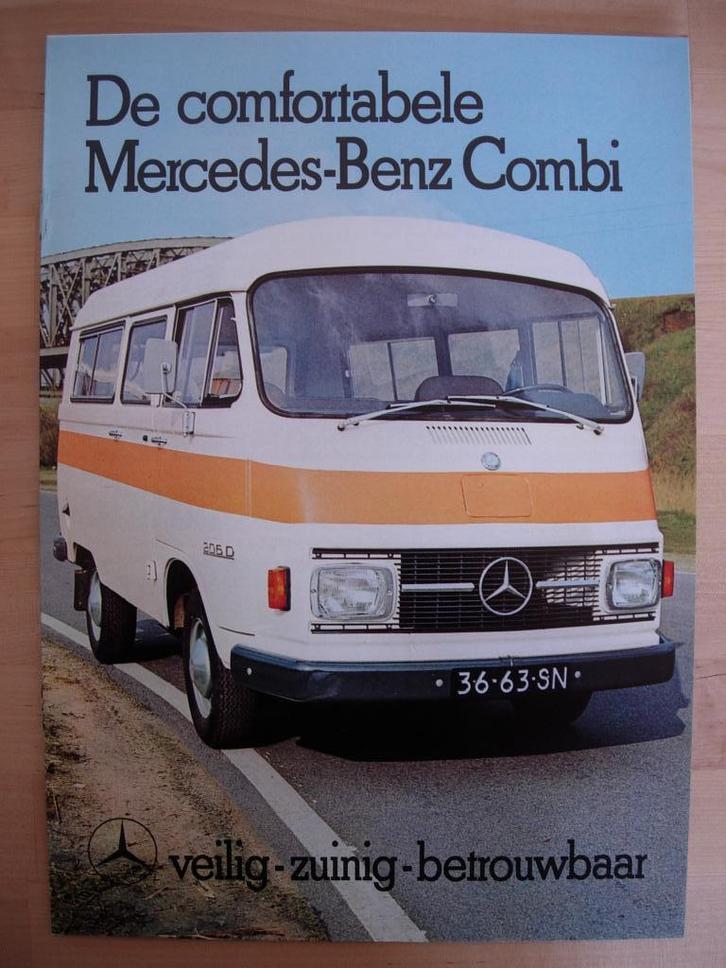 De comfortabele
Mercedes-Benz Combi
206 D
36-63-SN
veilig-zuinig-betrouwbaar